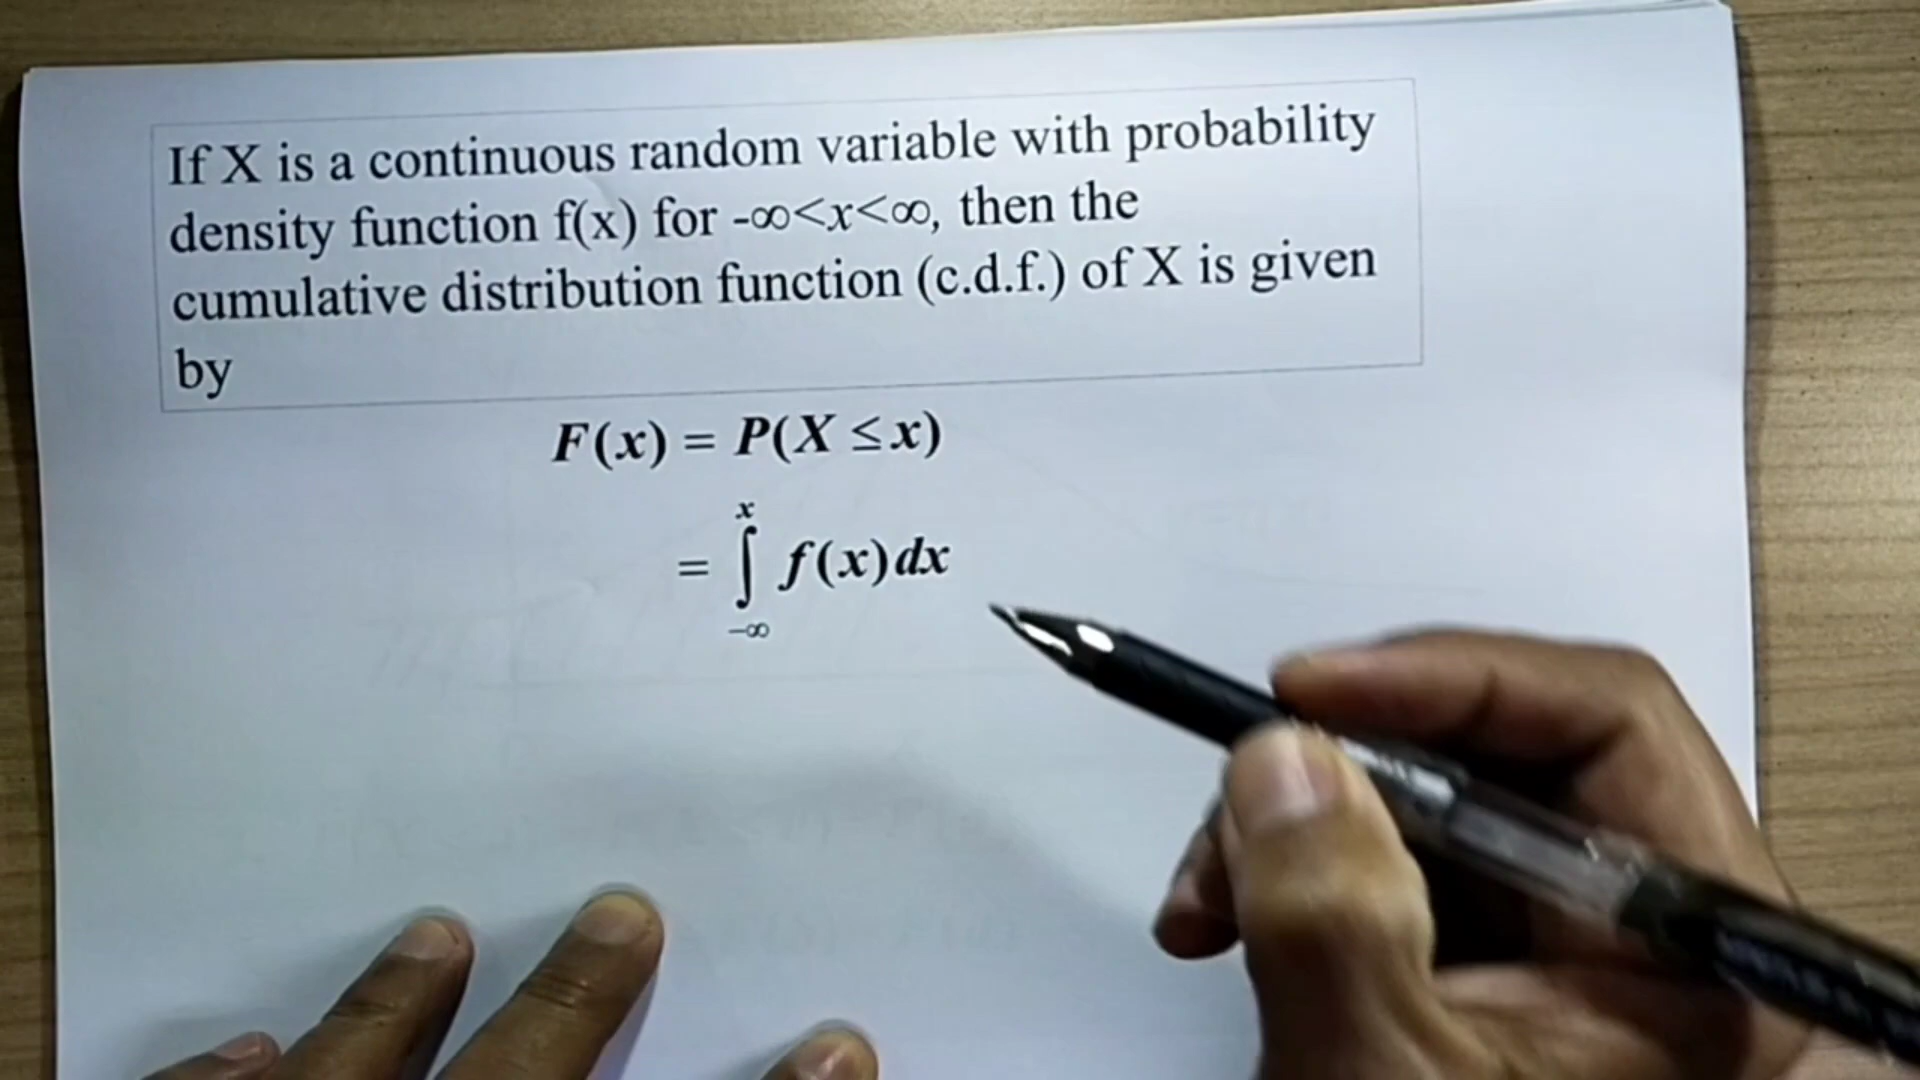 If X is a continuous random variable with probability
density function f(x) for -∞<x<∞, then the
cumulative distribution function (c.d.f.) of X is given
by
F(x) = P(X ≤ x)
= ∫_{-∞}^{x} f(x)dx